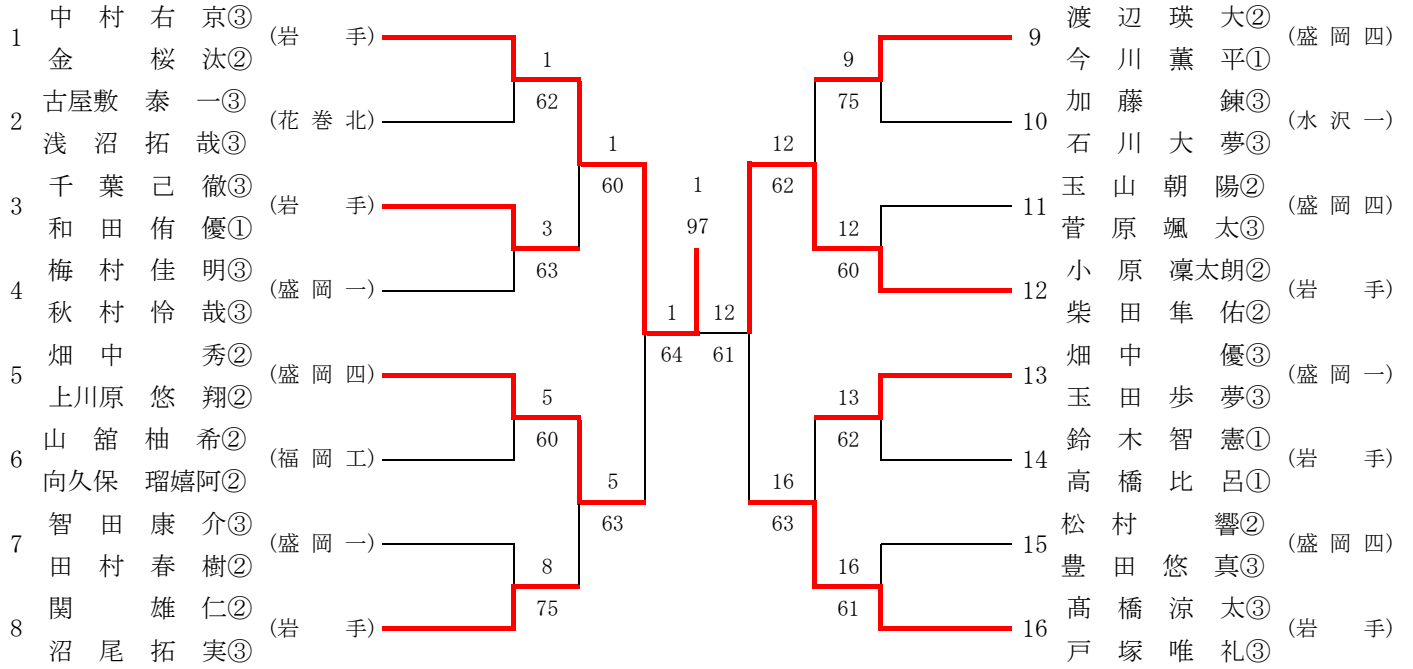 1 中村右京③ (岩手)
金桜汰②
2 古屋敷泰一③ (花巻北)
浅沼拓哉③
3 千葉己徹③ (岩手)
和田侑優①
4 梅村佳明③ (盛岡一)
秋村怜哉③
5 畑中秀② (盛岡四)
上川原悠翔②
6 山舘柚希② (福岡工)
向久保瑠嬉阿②
7 智田康介③ (盛岡一)
田村春樹②
8 関雄仁② (岩手)
沼尾拓実③
1
62
3
63
5
60
8
75
1
60
5
63
1
64
1
97
12
61
12
62
16
63
9
75
12
60
13
62
16
61
9 渡辺瑛大② (盛岡四)
今川薫平①
10 加藤錬③ (水沢一)
石川大夢③
11 玉山朝陽② (盛岡四)
菅原颯太③
12 小原凜太朗② (岩手)
柴田隼佑②
13 畑中優③ (盛岡一)
玉田歩夢③
14 鈴木智憲① (岩手)
高橋比呂①
15 松村響② (盛岡四)
豊田悠真③
16 髙橋涼太③ (岩手)
戸塚唯礼③